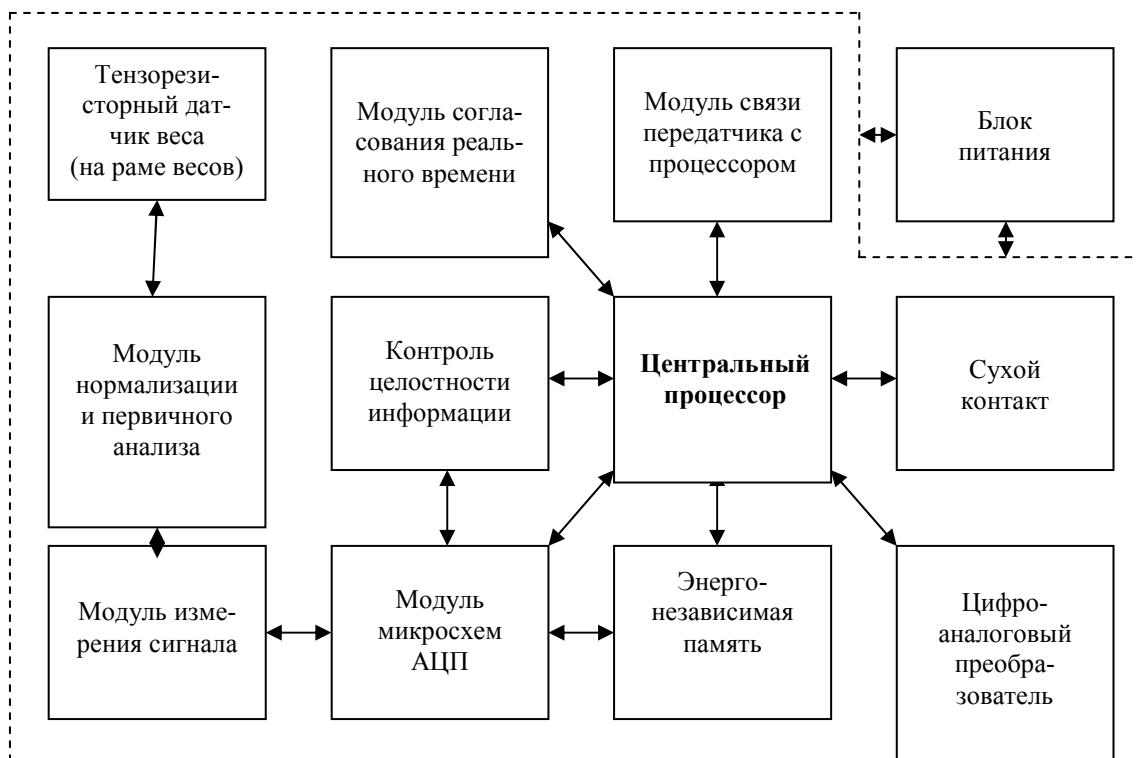 Тензорези-
сторный дат-
чик веса
(на раме весов)
Модуль согла-
сования реаль-
ного времени
Модуль связи
передатчика с
процессором
Блок
питания
Модуль
нормализации
и первичного
анализа
Контроль
целостности
информации
Центральный
процессор
Сухой
контакт
Модуль изме-
рения сигнала
Модуль
микросхем
АЦП
Энерго-
независимая
память
Цифро-
аналоговый
преобра-
зователь